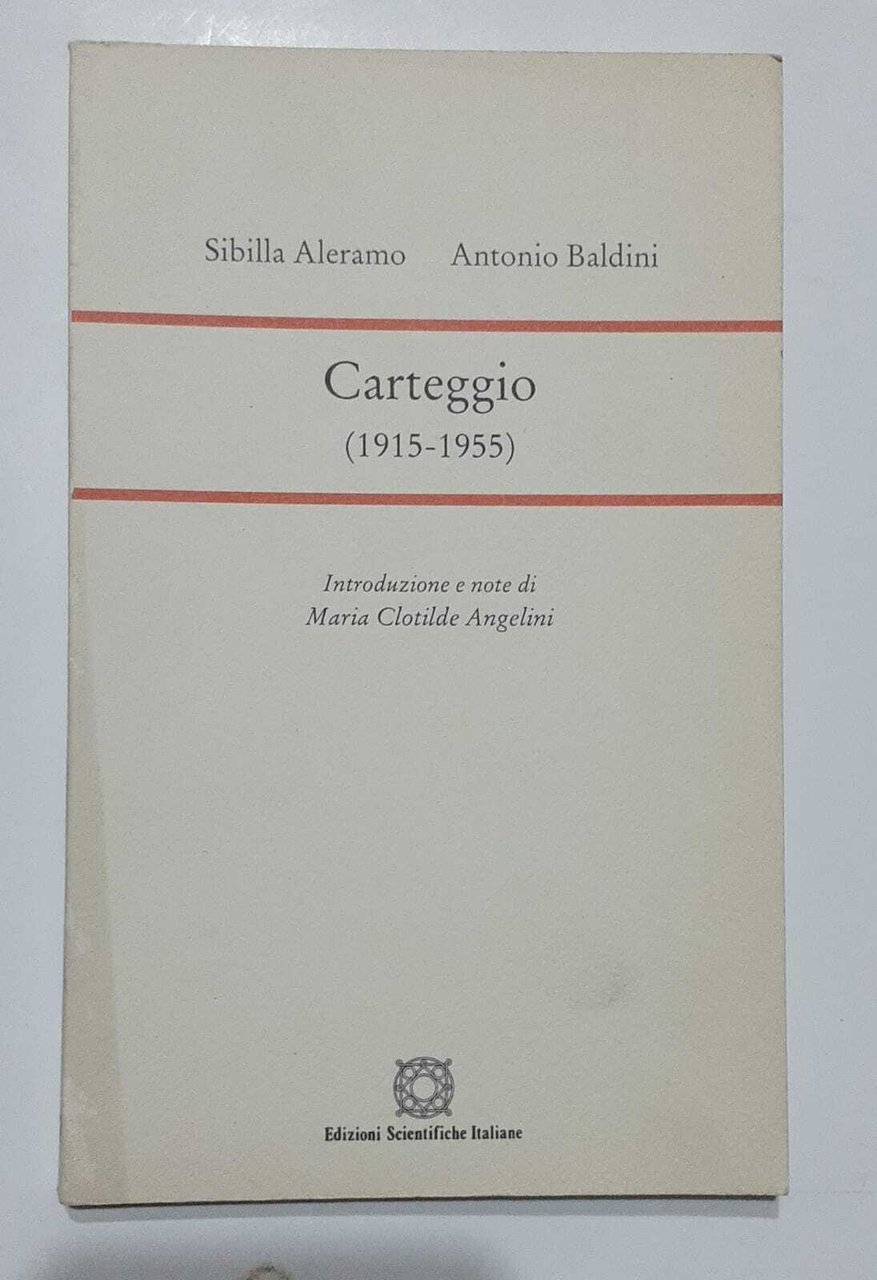 Sibilla Aleramo Antonio Baldini
Carteggio
(1915-1955)
Introduzione e note di
Maria Clotilde Angelini
Edizioni Scientifiche Italiane